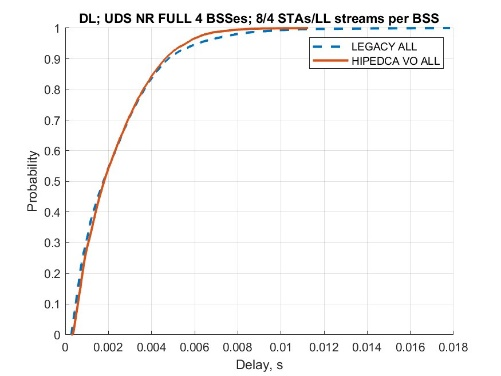 DL; UDS NR FULL 4 BSSes; 8/4 STAs/LL streams per BSS
LEGACY ALL
HIPEDCA VO ALL
1
0.9
0.8
0.7
0.6
0.5
0.4
0.3
0.2
0.1
0
Probability
0 0.002 0.004 0.006 0.008 0.01 0.012 0.014 0.016 0.018
Delay, s